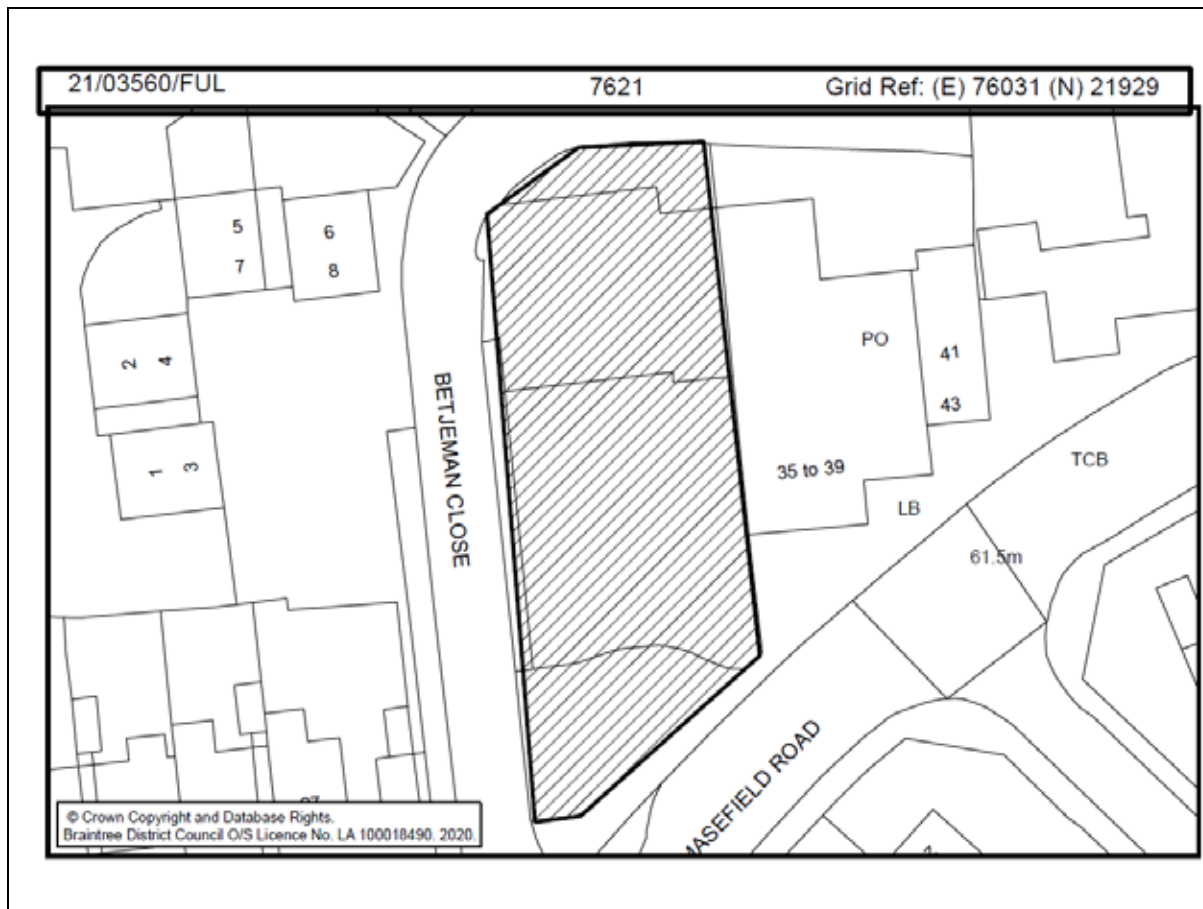 21/03560/FUL 7621 Grid Ref: (E) 76031 (N) 21929
5
7
6
8
2 4
1 3
BETJEMAN CLOSE
PO
41
43
35 to 39
LB
TCB
61.5m
MASEFIELD ROAD
© Crown Copyright and Database Rights.
Braintree District Council O/S Licence No. LA 100018490. 2020.